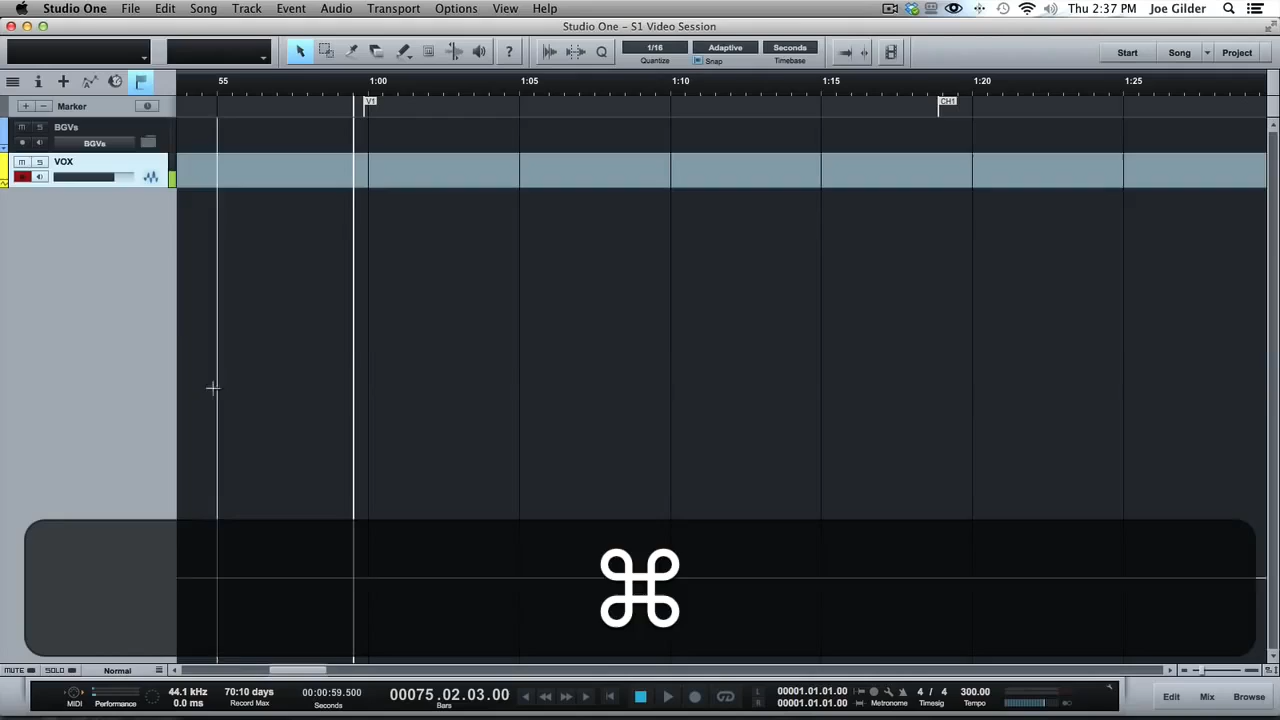 Studio One File Edit Song Track Event Audio Transport Options View Help Thu 2:37 PM Joe Gilder
Studio One - S1 Video Session
? 1/16 Adaptive Seconds Start Song Project
Quantize Snap Timebase
55 1:00 1:05 1:10 1:15 1:20 1:25
+ - Marker V1 CH1
M S BGVs
BGVs
M S VOX
MUTE SOLO Normal
MIDI Performance
44.1 kHz
0.0 ms
70:10 days
Record Max
00:00:59.500
Seconds
00075.02.03.00
Bars
L 00001.01.01.00
R 00001.01.01.00
Metronome
4 / 4
Timesig
300.00
Tempo
Edit Mix Browse